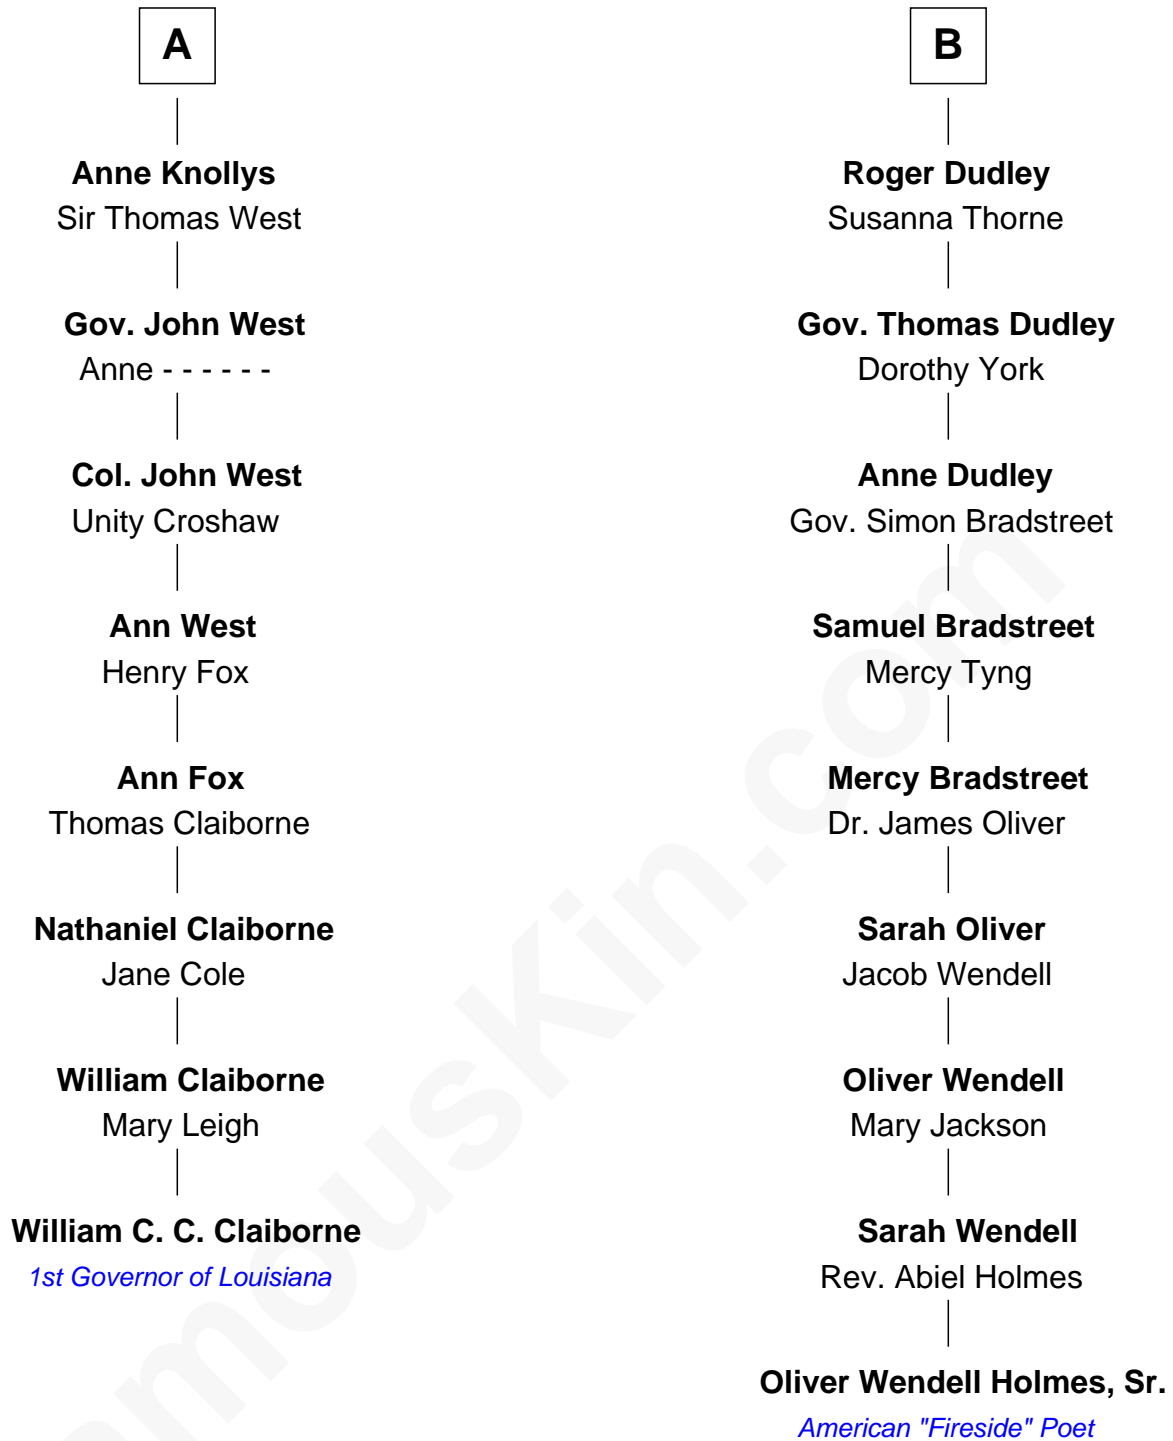 A
Anne Knollys
Sir Thomas West
Gov. John West
Anne - - - - - -
Col. John West
Unity Croshaw
Ann West
Henry Fox
Ann Fox
Thomas Claiborne
Nathaniel Claiborne
Jane Cole
William Claiborne
Mary Leigh
William C. C. Claiborne
1st Governor of Louisiana
B
Roger Dudley
Susanna Thorne
Gov. Thomas Dudley
Dorothy York
Anne Dudley
Gov. Simon Bradstreet
Samuel Bradstreet
Mercy Tyng
Mercy Bradstreet
Dr. James Oliver
Sarah Oliver
Jacob Wendell
Oliver Wendell
Mary Jackson
Sarah Wendell
Rev. Abiel Holmes
Oliver Wendell Holmes, Sr.
American "Fireside" Poet
amousKin.com